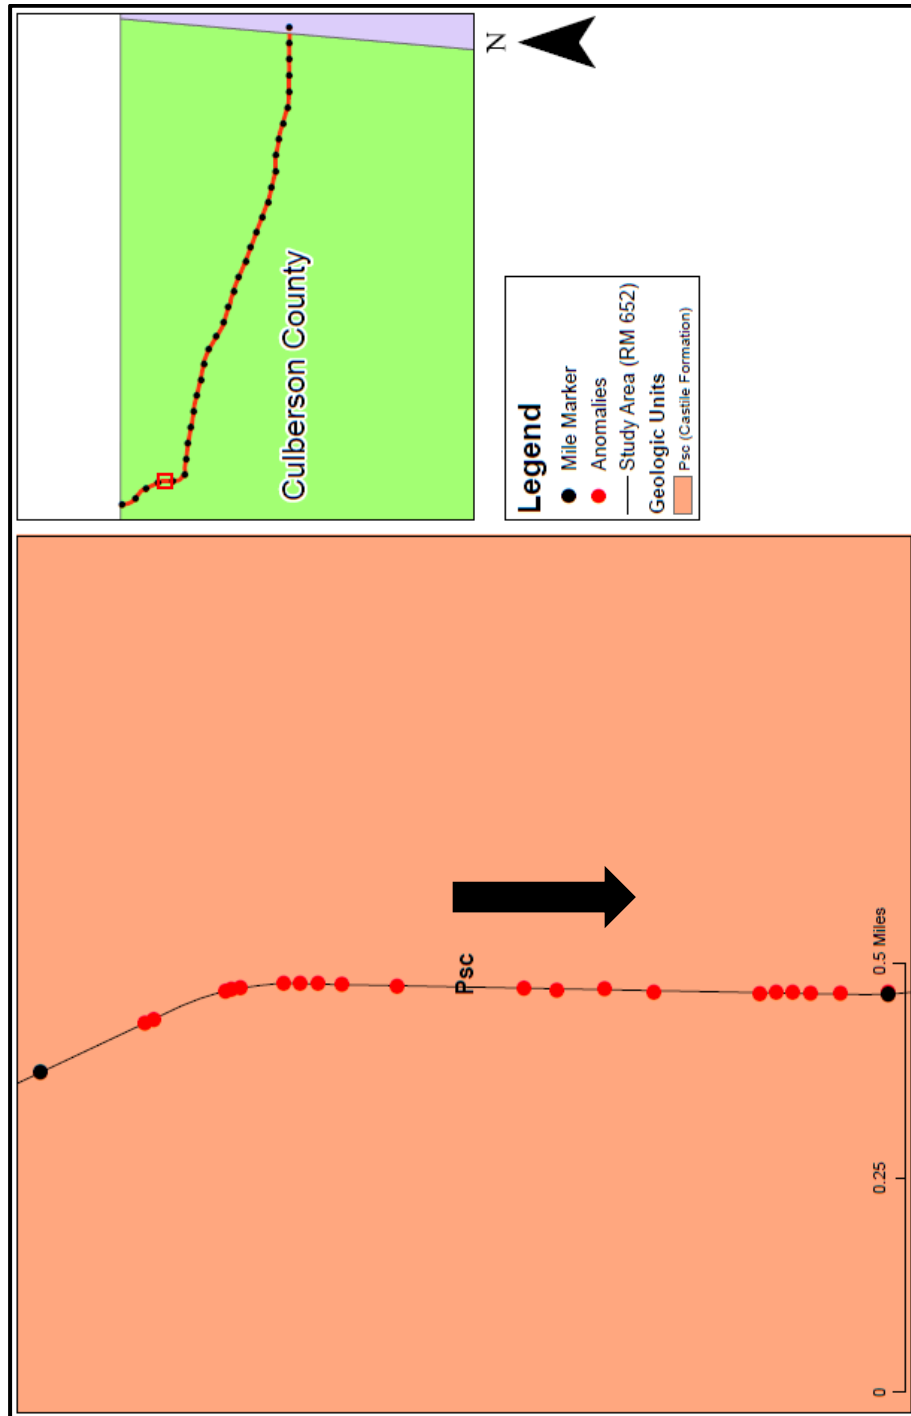 Culberson County
N
Legend
Mile Marker
Anomalies
Study Area (RM 652)
Geologic Units
Psc (Castile Formation)
Psc
0 0.25 0.5 Miles